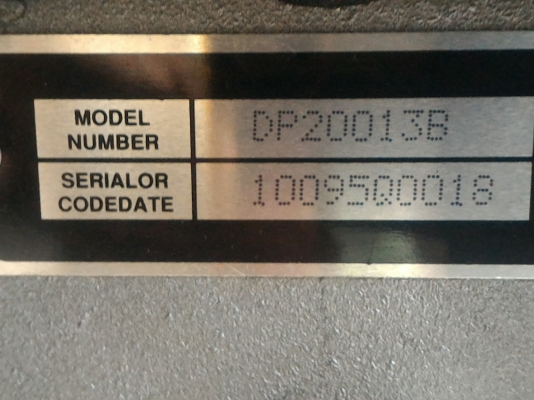 MODEL
NUMBER
DP20013B
SERIALOR
CODEDATE
10095Q0018